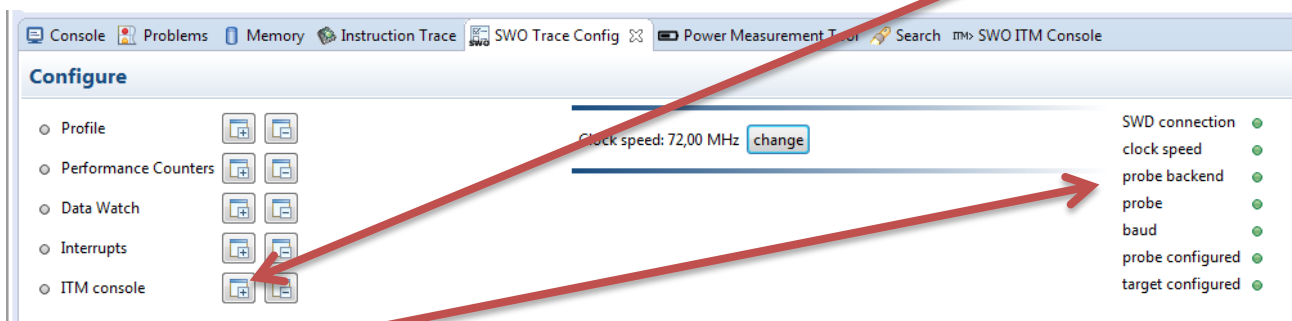 Console Problems Memory Instruction Trace SWO Trace Config Power Measurement Tool Search ITM> SWO ITM Console
Configure
Profile
Performance Counters
Data Watch
Interrupts
ITM console
Clock speed: 72,00 MHz change
SWD connection
clock speed
probe backend
probe
baud
probe configured
target configured